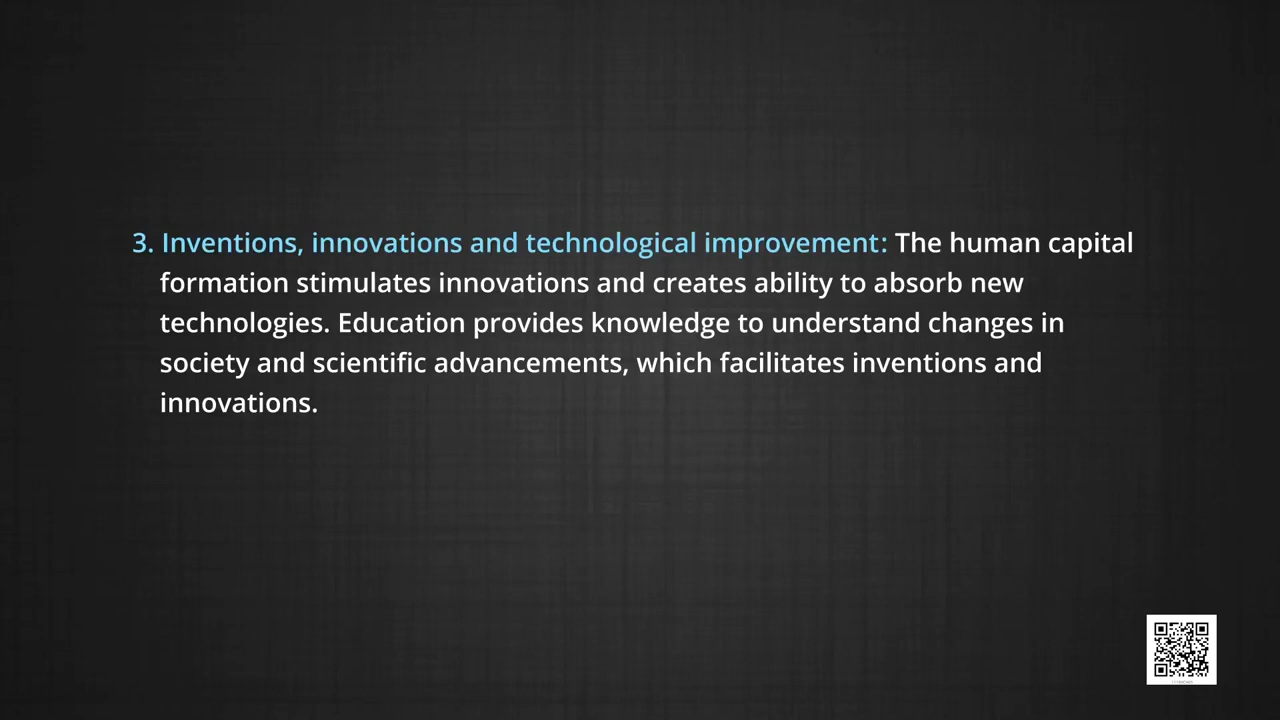 3. Inventions, innovations and technological improvement: The human capital
formation stimulates innovations and creates ability to absorb new
technologies. Education provides knowledge to understand changes in
society and scientific advancements, which facilitates inventions and
innovations.